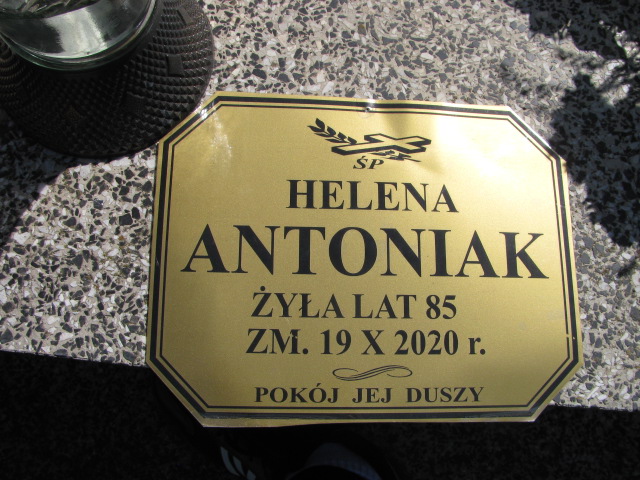 ŚP
HELENA
ANTONIAK
ŻYŁA LAT 85
ZM. 19 X 2020 r.
POKÓJ JEJ DUSZY